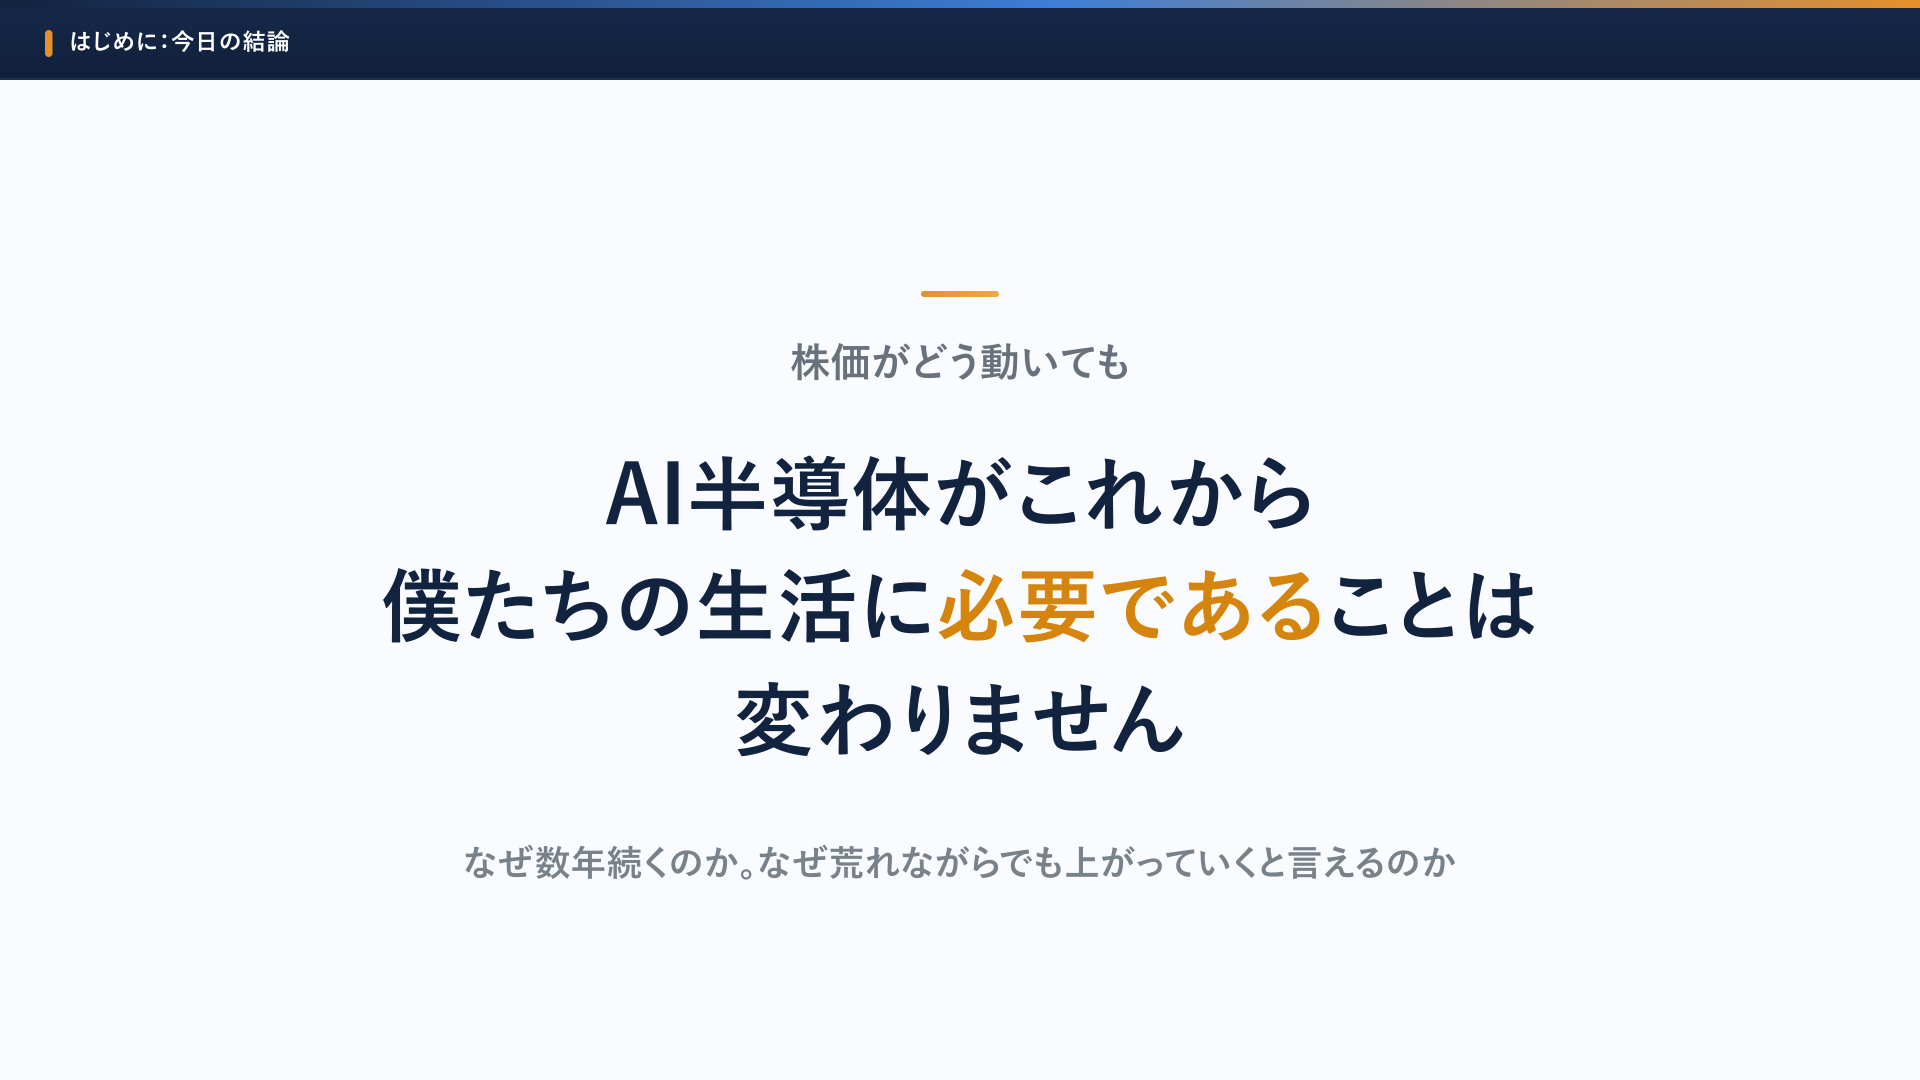 はじめに：今日の結論
株価がどう動いても
AI半導体がこれから
僕たちの生活に必要であることは
変わりません
なぜ数年続くのか。なぜ荒れながらでも上がっていくと言えるのか